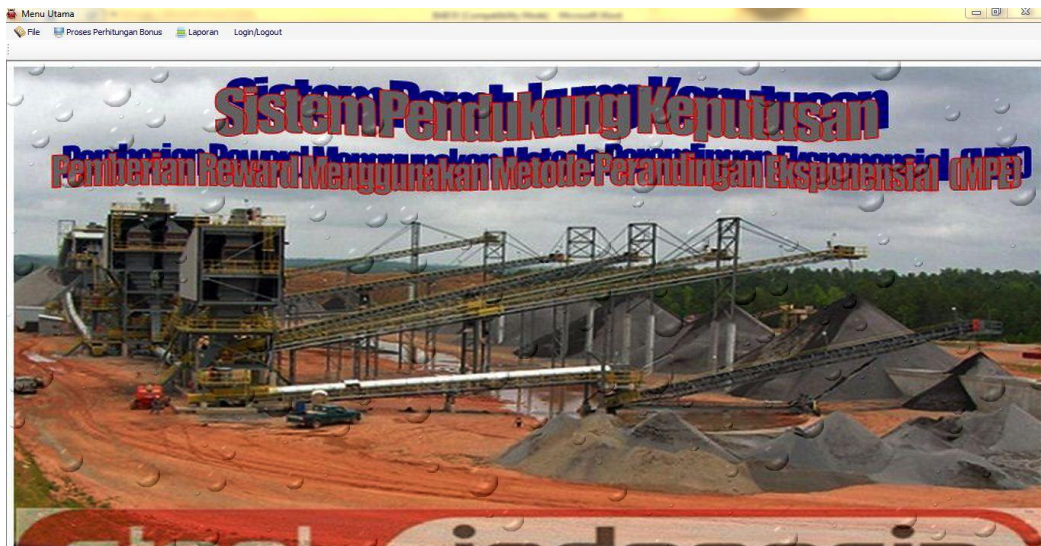 Menu Utama
File Proses Perhitungan Bonus Laporan Login/Logout
Sistem Pendukung Keputusan
Pemberian Reward Menggunakan Metode Perandingan Eksponensial (MPE)
indonesia